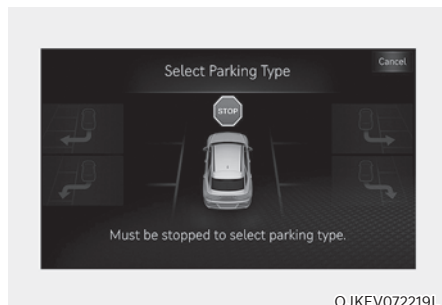 Select Parking Type
Cancel
STOP
Must be stopped to select parking type.
OJKEV072219L